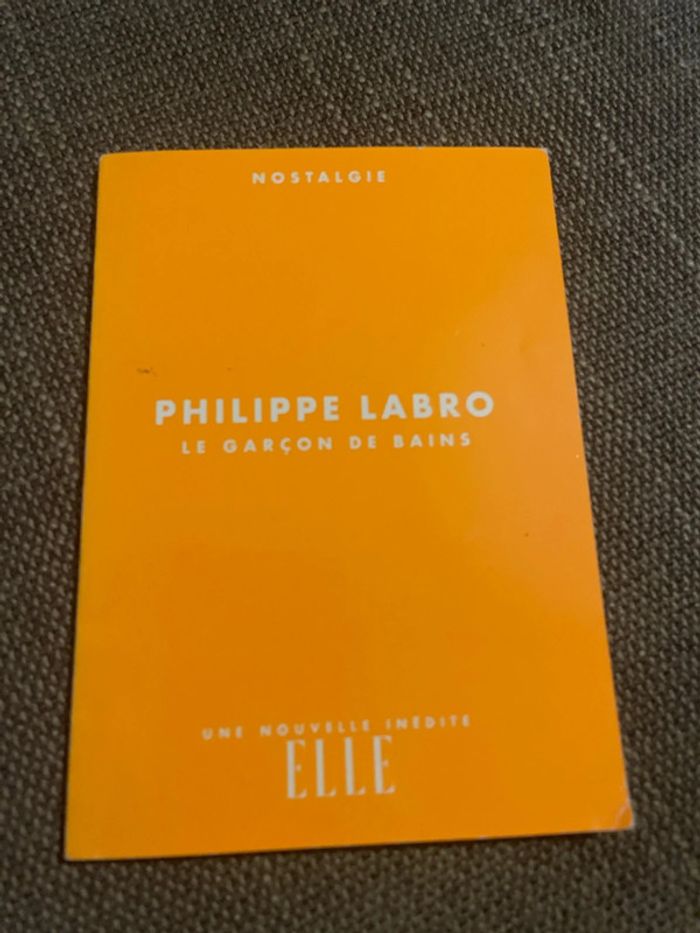 NOSTALGIE
PHILIPPE LABRO
LE GARÇON DE BAINS
UNE NOUVELLE INÉDITE
ELLE